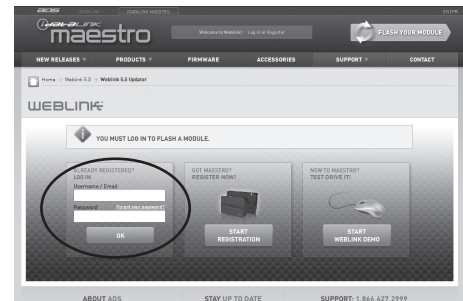 ADS DATALINK DATALINK MAESTRO EN | FR
iDATALINK
maestro
Welcome to Weblink! Log in or Register
FLASH YOUR MODULE
NEW RELEASES PRODUCTS FIRMWARE ACCESSORIES SUPPORT CONTACT
Home Weblink 5.0 Weblink 5.0 Updater
WEBLINK
YOU MUST LOG IN TO FLASH A MODULE.
ALREADY REGISTERED?
LOG IN
Username / Email
Password Forgot your password?
OK
GOT MAESTRO?
REGISTER NOW!
START
REGISTRATION
NEW TO MAESTRO?
TEST DRIVE IT!
START
WEBLINK DEMO
ABOUT ADS STAY UP TO DATE SUPPORT: 1.866.427.2999